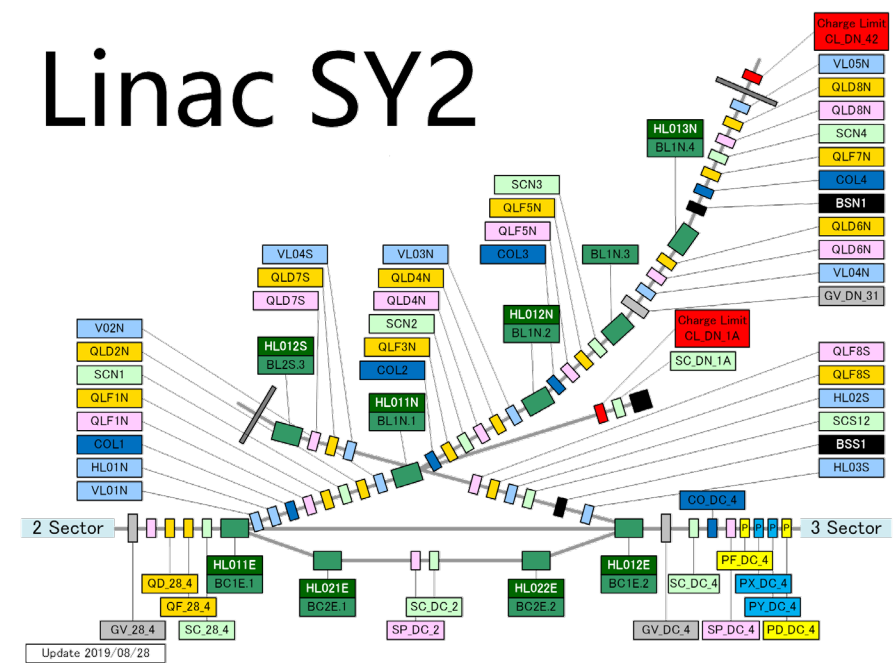 Linac SY2
Charge Limit
CL_DN_42
VL05N
QLD8N
QLD8N
SCN4
QLF7N
COL4
BSN1
QLD6N
QLD6N
VL04N
GV_DN_31
HL013N
BL1N.4
SCN3
QLF5N
QLF5N
COL3
BL1N.3
VL04S
QLD7S
QLD7S
VL03N
QLD4N
QLD4N
SCN2
QLF3N
COL2
HL012N
BL1N.2
Charge Limit
CL_DN_1A
SC_DN_1A
V02N
QLD2N
SCN1
QLF1N
QLF1N
COL1
HL01N
VL01N
HL012S
BL2S.3
HL011N
BL1N.1
QLF8S
QLF8S
HL02S
SCS12
BSS1
HL03S
CO_DC_4
2 Sector
3 Sector
P
P
P
P
HL011E
BC1E.1
HL021E
BC2E.1
HL022E
BC2E.2
HL012E
BC1E.2
QD_28_4
QF_28_4
GV_28_4
SC_28_4
SC_DC_2
SP_DC_2
PF_DC_4
SC_DC_4
PX_DC_4
PY_DC_4
GV_DC_4
SP_DC_4
PD_DC_4
Update 2019/08/28